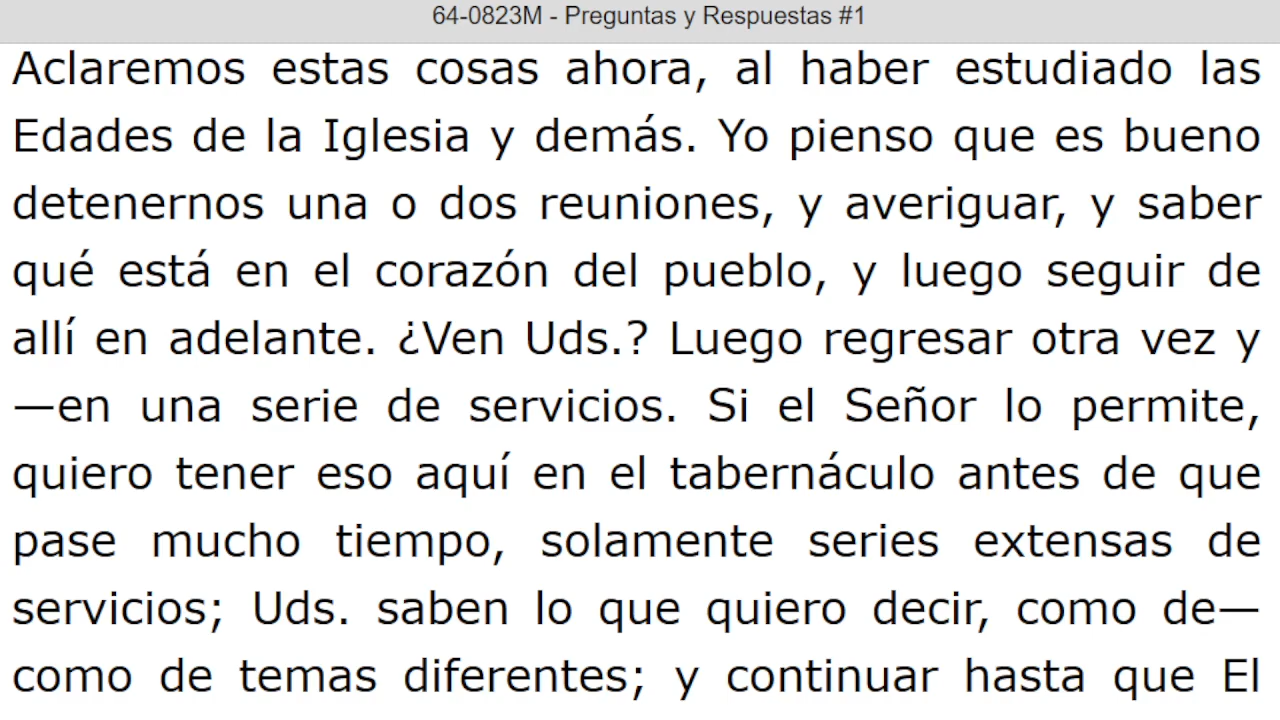 64-0823M - Preguntas y Respuestas #1
Aclaremos estas cosas ahora, al haber estudiado las
Edades de la Iglesia y demás. Yo pienso que es bueno
detenernos una o dos reuniones, y averiguar, y saber
qué está en el corazón del pueblo, y luego seguir de
allí en adelante. ¿Ven Uds.? Luego regresar otra vez y
—en una serie de servicios. Si el Señor lo permite,
quiero tener eso aquí en el tabernáculo antes de que
pase mucho tiempo, solamente series extensas de
servicios; Uds. saben lo que quiero decir, como de—
como de temas diferentes; y continuar hasta que El